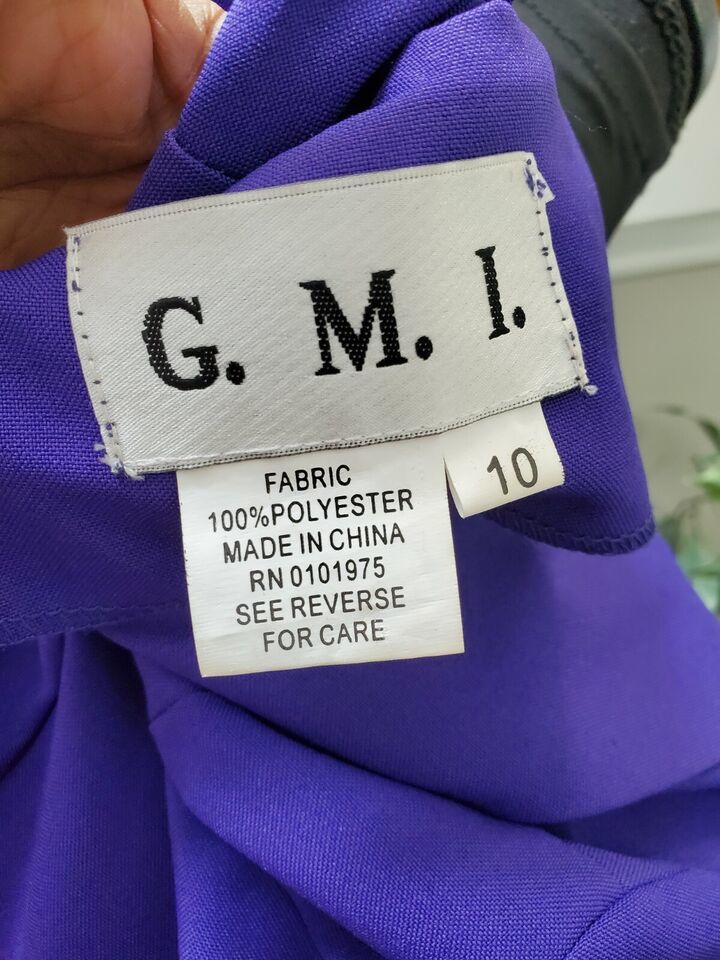 G. M. I.
10
FABRIC
100%POLYESTER
MADE IN CHINA
RN 0101975
SEE REVERSE
FOR CARE